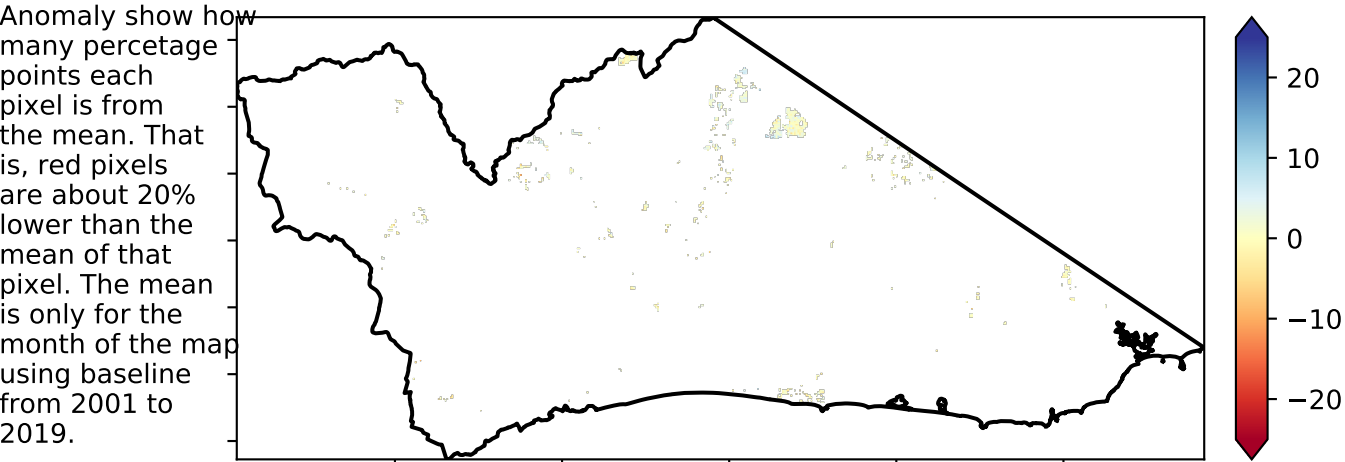 Anomaly show how
many percetage
points each
pixel is from
the mean. That
is, red pixels
are about 20%
lower than the
mean of that
pixel. The mean
is only for the
month of the map
using baseline
from 2001 to
2019.
20
10
0
−10
−20